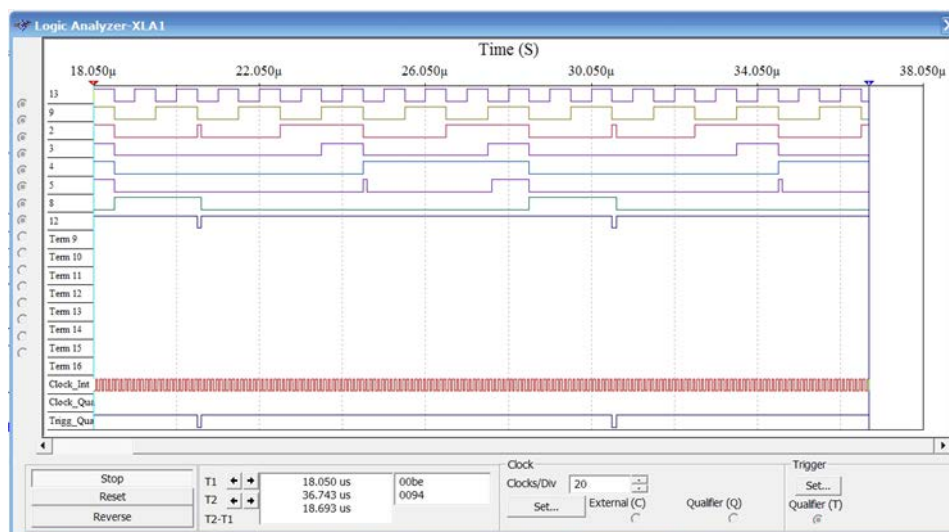 Logic Analyzer-XLA1
Time (S)
18.050µ 22.050µ 26.050µ 30.050µ 34.050µ 38.050µ
13
9
2
3
4
5
8
12
Term 9
Term 10
Term 11
Term 12
Term 13
Term 14
Term 15
Term 16
Clock_Int
Clock_Qua
Trigg_Qua
Stop
Reset
Reverse
T1 18.050 us 00be
T2 36.743 us 0094
T2-T1 18.693 us
Clock
Clocks/Div 20
Set... External (C) Qualifier (Q)
Trigger
Set...
Qualifier (T)